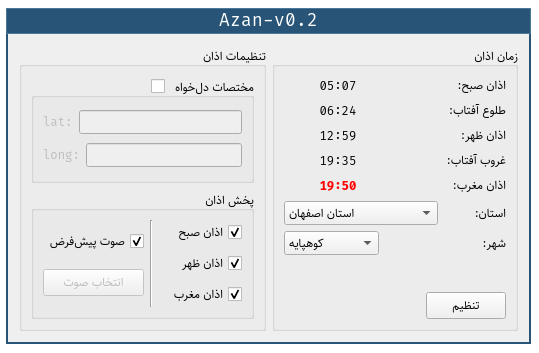 Azan-v0.2
زمان اذان
اذان صبح: 05:07
طلوع آفتاب: 06:24
اذان ظهر: 12:59
غروب آفتاب: 19:35
اذان مغرب: 19:50
استان: استان اصفهان
شهر: کوهپایه
تنظیم
تنظیمات اذان
مختصات دل‌خواه
lat:
long:
پخش اذان
اذان صبح
اذان ظهر
اذان مغرب
صوت پیش‌فرض
انتخاب صوت